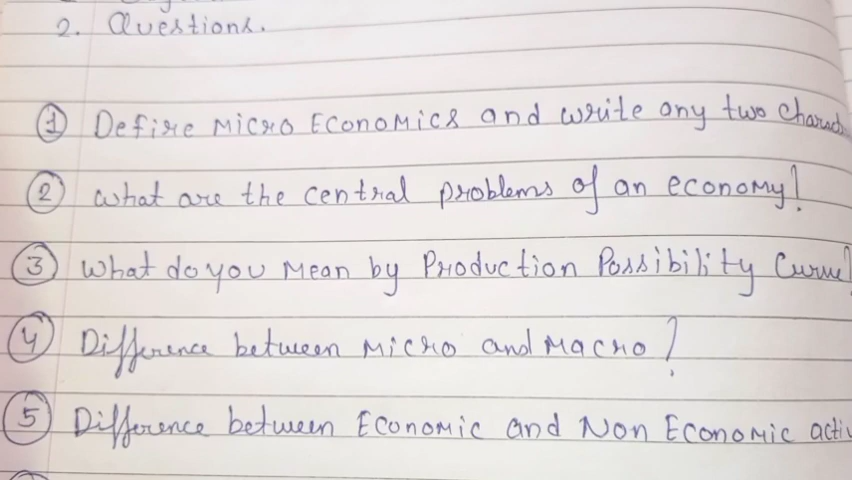 2. Questions.
① Define Micro Economics and write any two
② What are the central problems of an economy!
③ What do you Mean by Production Possibility Curve?
④ Difference between Micro and Macro?
⑤ Difference between Economic and Non Economic